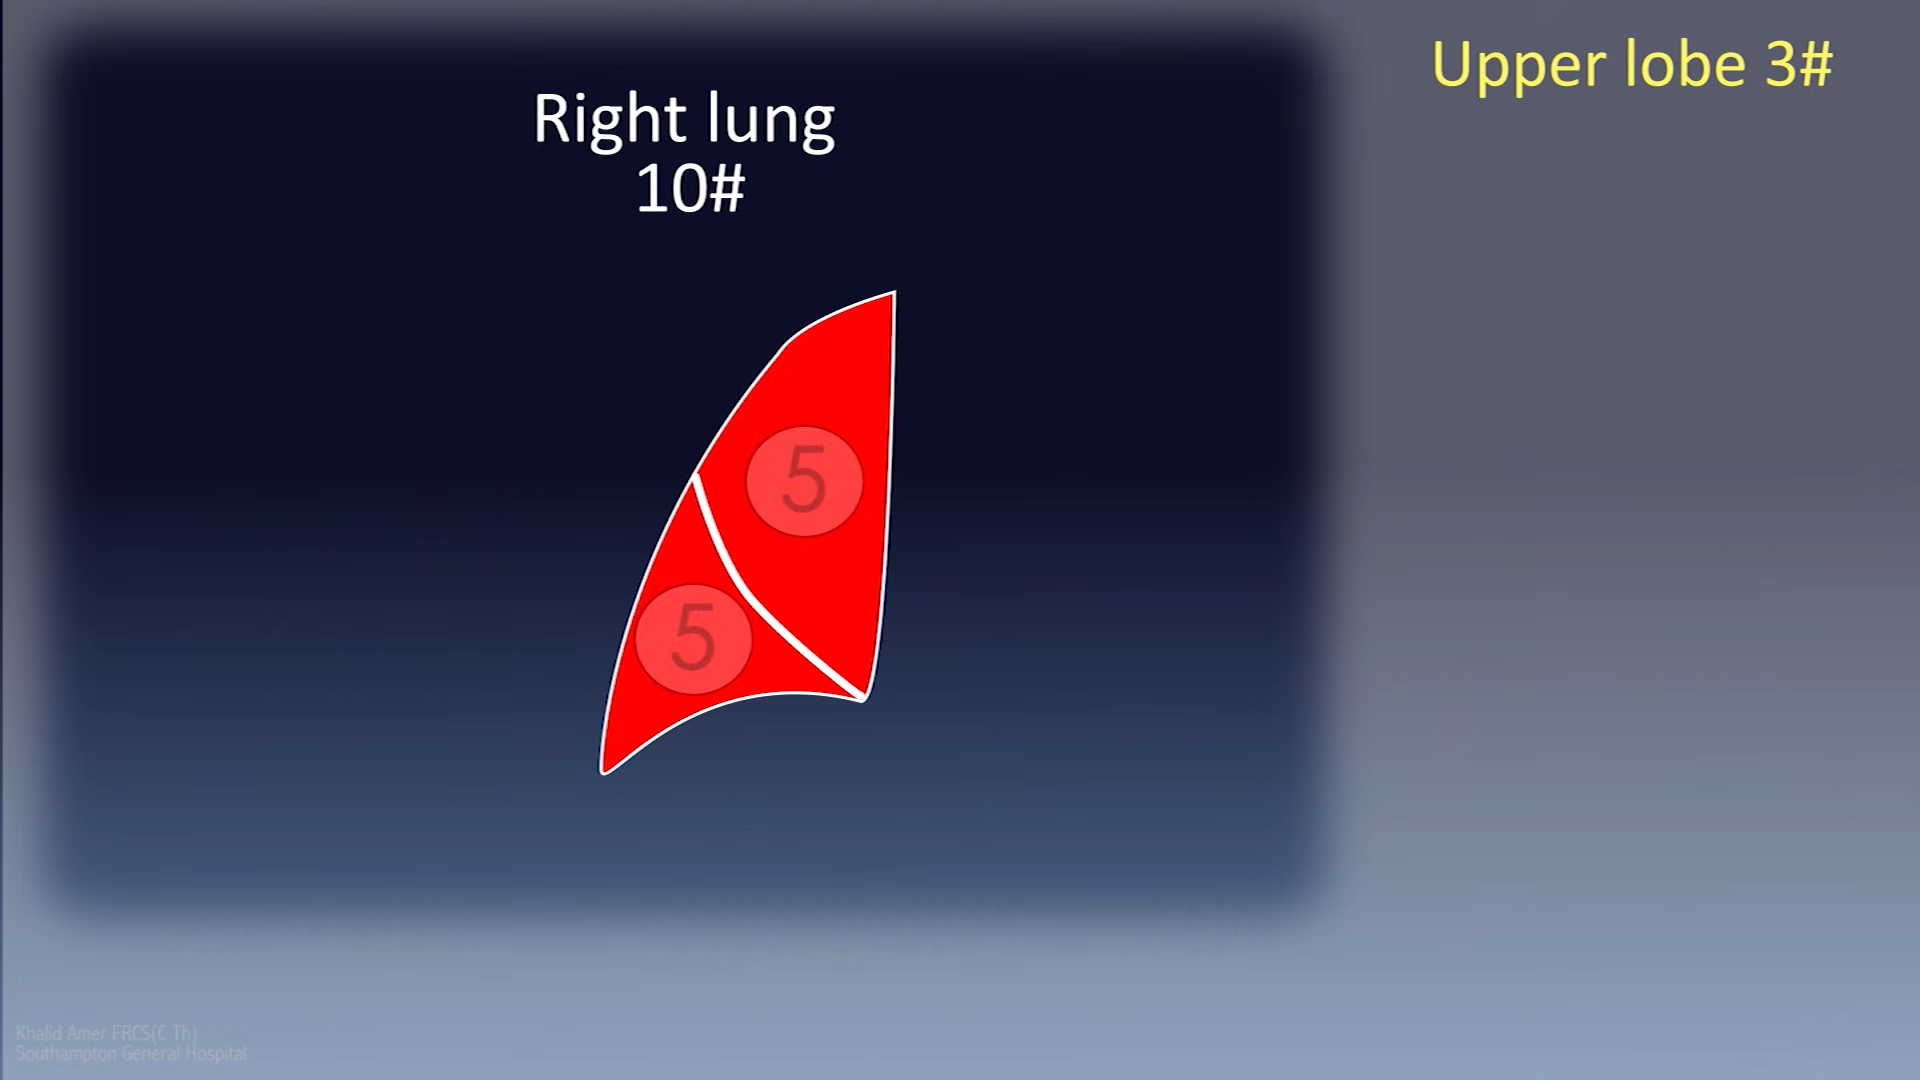 Upper lobe 3#
Right lung
10#
5
5
Khalid Amer FRCS(C Th)
Southampton General Hospital